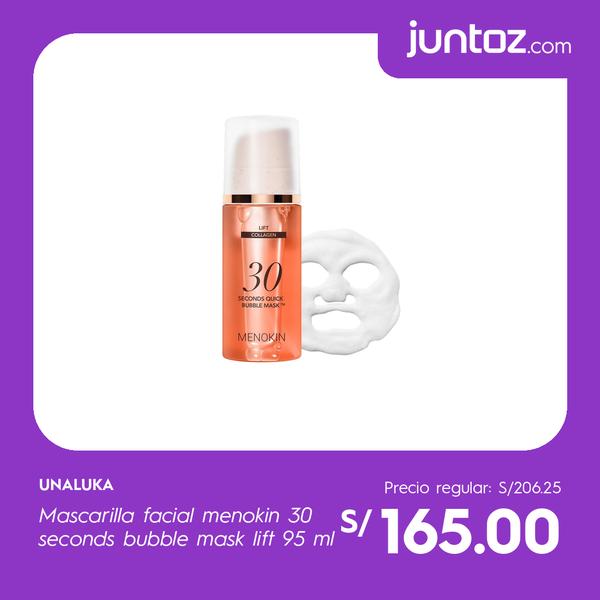 juntoz.com
LIFT
COLLAGEN
30
SECONDS QUICK
BUBBLE MASK™
MENOKIN
UNALUKA
Precio regular: S/206.25
Mascarilla facial menokin 30
seconds bubble mask lift 95 ml
S/165.00